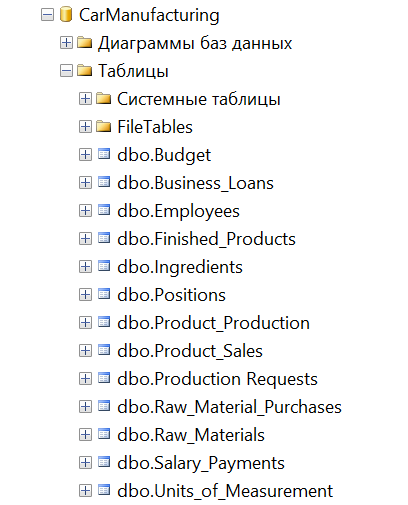 CarManufacturing
Диаграммы баз данных
Таблицы
Системные таблицы
FileTables
dbo.Budget
dbo.Business_Loans
dbo.Employees
dbo.Finished_Products
dbo.Ingredients
dbo.Positions
dbo.Product_Production
dbo.Product_Sales
dbo.Production Requests
dbo.Raw_Material_Purchases
dbo.Raw_Materials
dbo.Salary_Payments
dbo.Units_of_Measurement